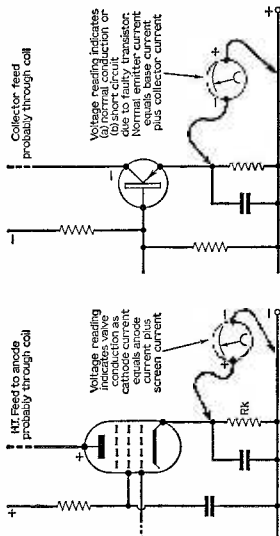 H.T. Feed to anode
probably through coil
+
+
Voltage reading
indicates valve
conduction as
cathode current
equals anode
current plus
screen current
+
−
Rk
−
Collector feed
probably through coil
−
−
Voltage reading indicates
(a) normal conduction or
(b) short circuit
due to faulty transistor.
Normal emitter current
equals base current
plus collector current
−
+
+